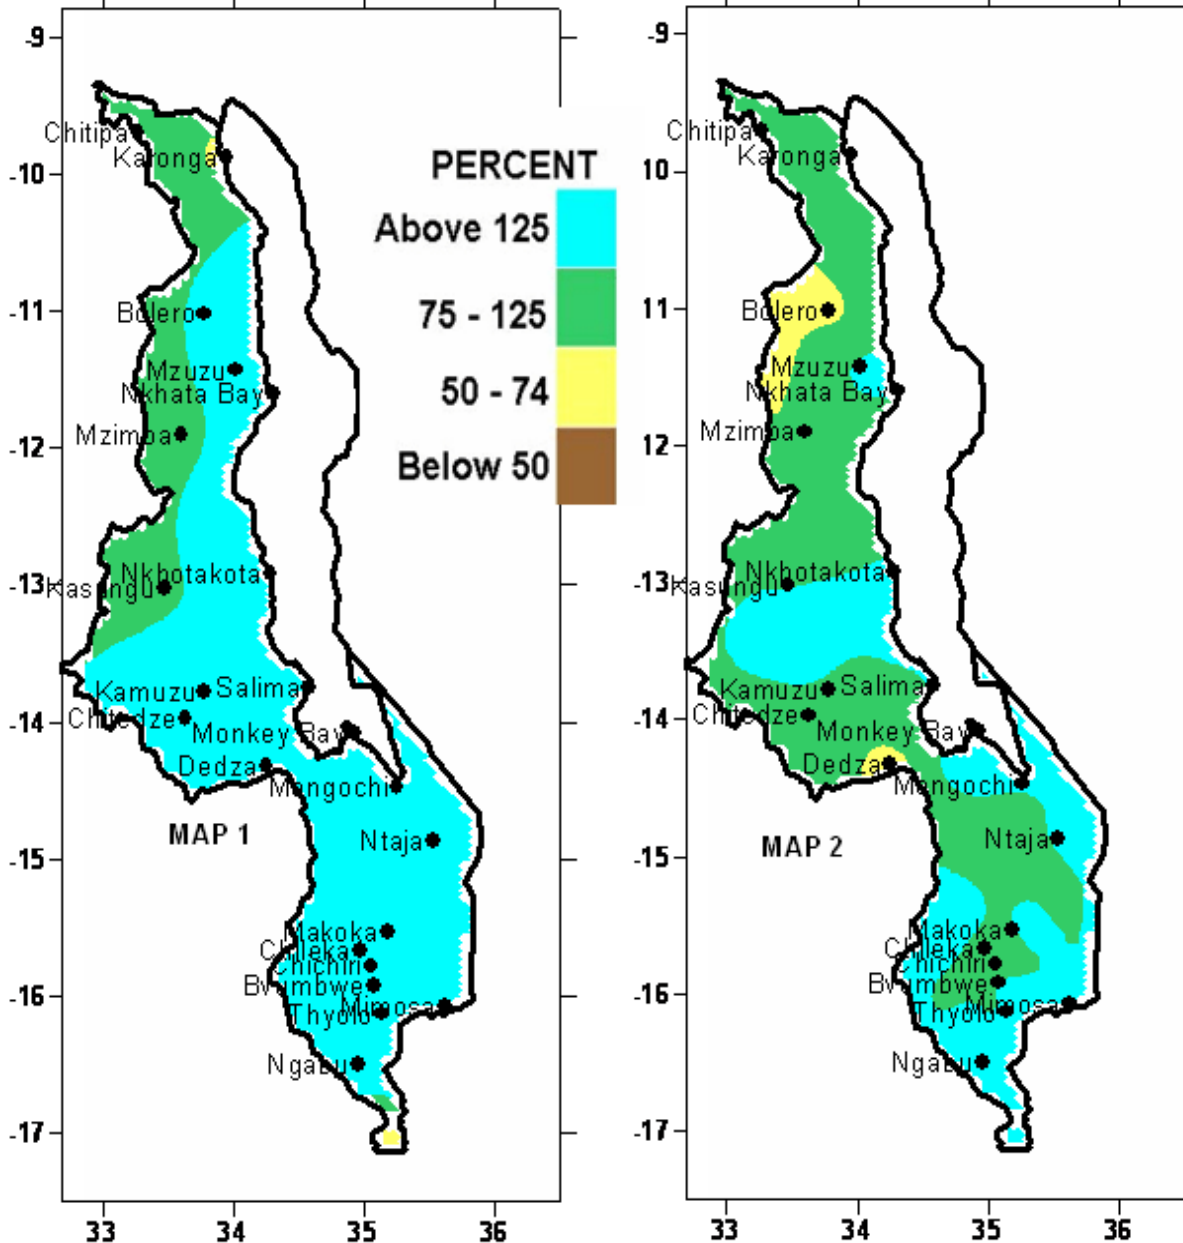 -9
-10
-11
-12
-13
-14
-15
-16
-17
33
34
35
36
Chitipa
Karonga
Bolero
Mzuzu
Nkhata Bay
Mzimba
Nkhotakota
Kasungu
Kamuzu
Salima
Chitedze
Monkey Bay
Dedza
Mangochi
MAP 1
Ntaja
Makoka
Chileka
Chichiri
Bvumbwe
Mimosa
Thyolo
Ngabu
PERCENT
Above 125
75 - 125
50 - 74
Below 50
-9
10
11
12
-13
-14
-15
-16
-17
33
34
35
36
Chitipa
Karonga
Bolero
Mzuzu
Nkhata Bay
Mzimba
Nkhotakota
Kasungu
Kamuzu
Salima
Chitedze
Monkey Bay
Dedza
Mangochi
MAP 2
Ntaja
Makoka
Chileka
Chichiri
Bvumbwe
Mimosa
Thyolo
Ngabu